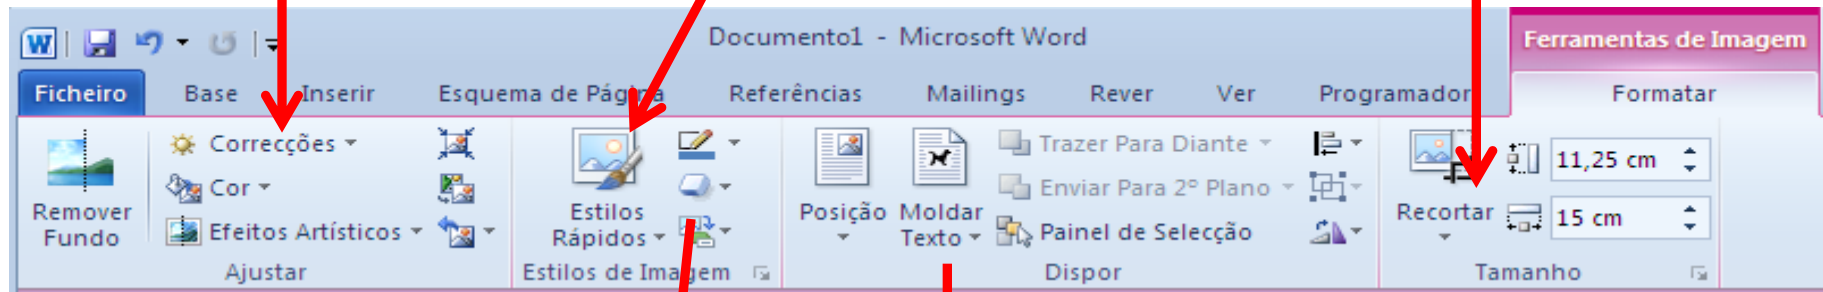 Documento1 - Microsoft Word
Ferramentas de Imagem
Ficheiro Base Inserir Esquema de Página Referências Mailings Rever Ver Programador Formatar
Remover
Fundo
Correcções
Cor
Efeitos Artísticos
Estilos
Rápidos
Posição
Moldar
Texto
Trazer Para Diante
Enviar Para 2º Plano
Painel de Selecção
Recortar
11,25 cm
15 cm
Ajustar
Estilos de Imagem
Dispor
Tamanho